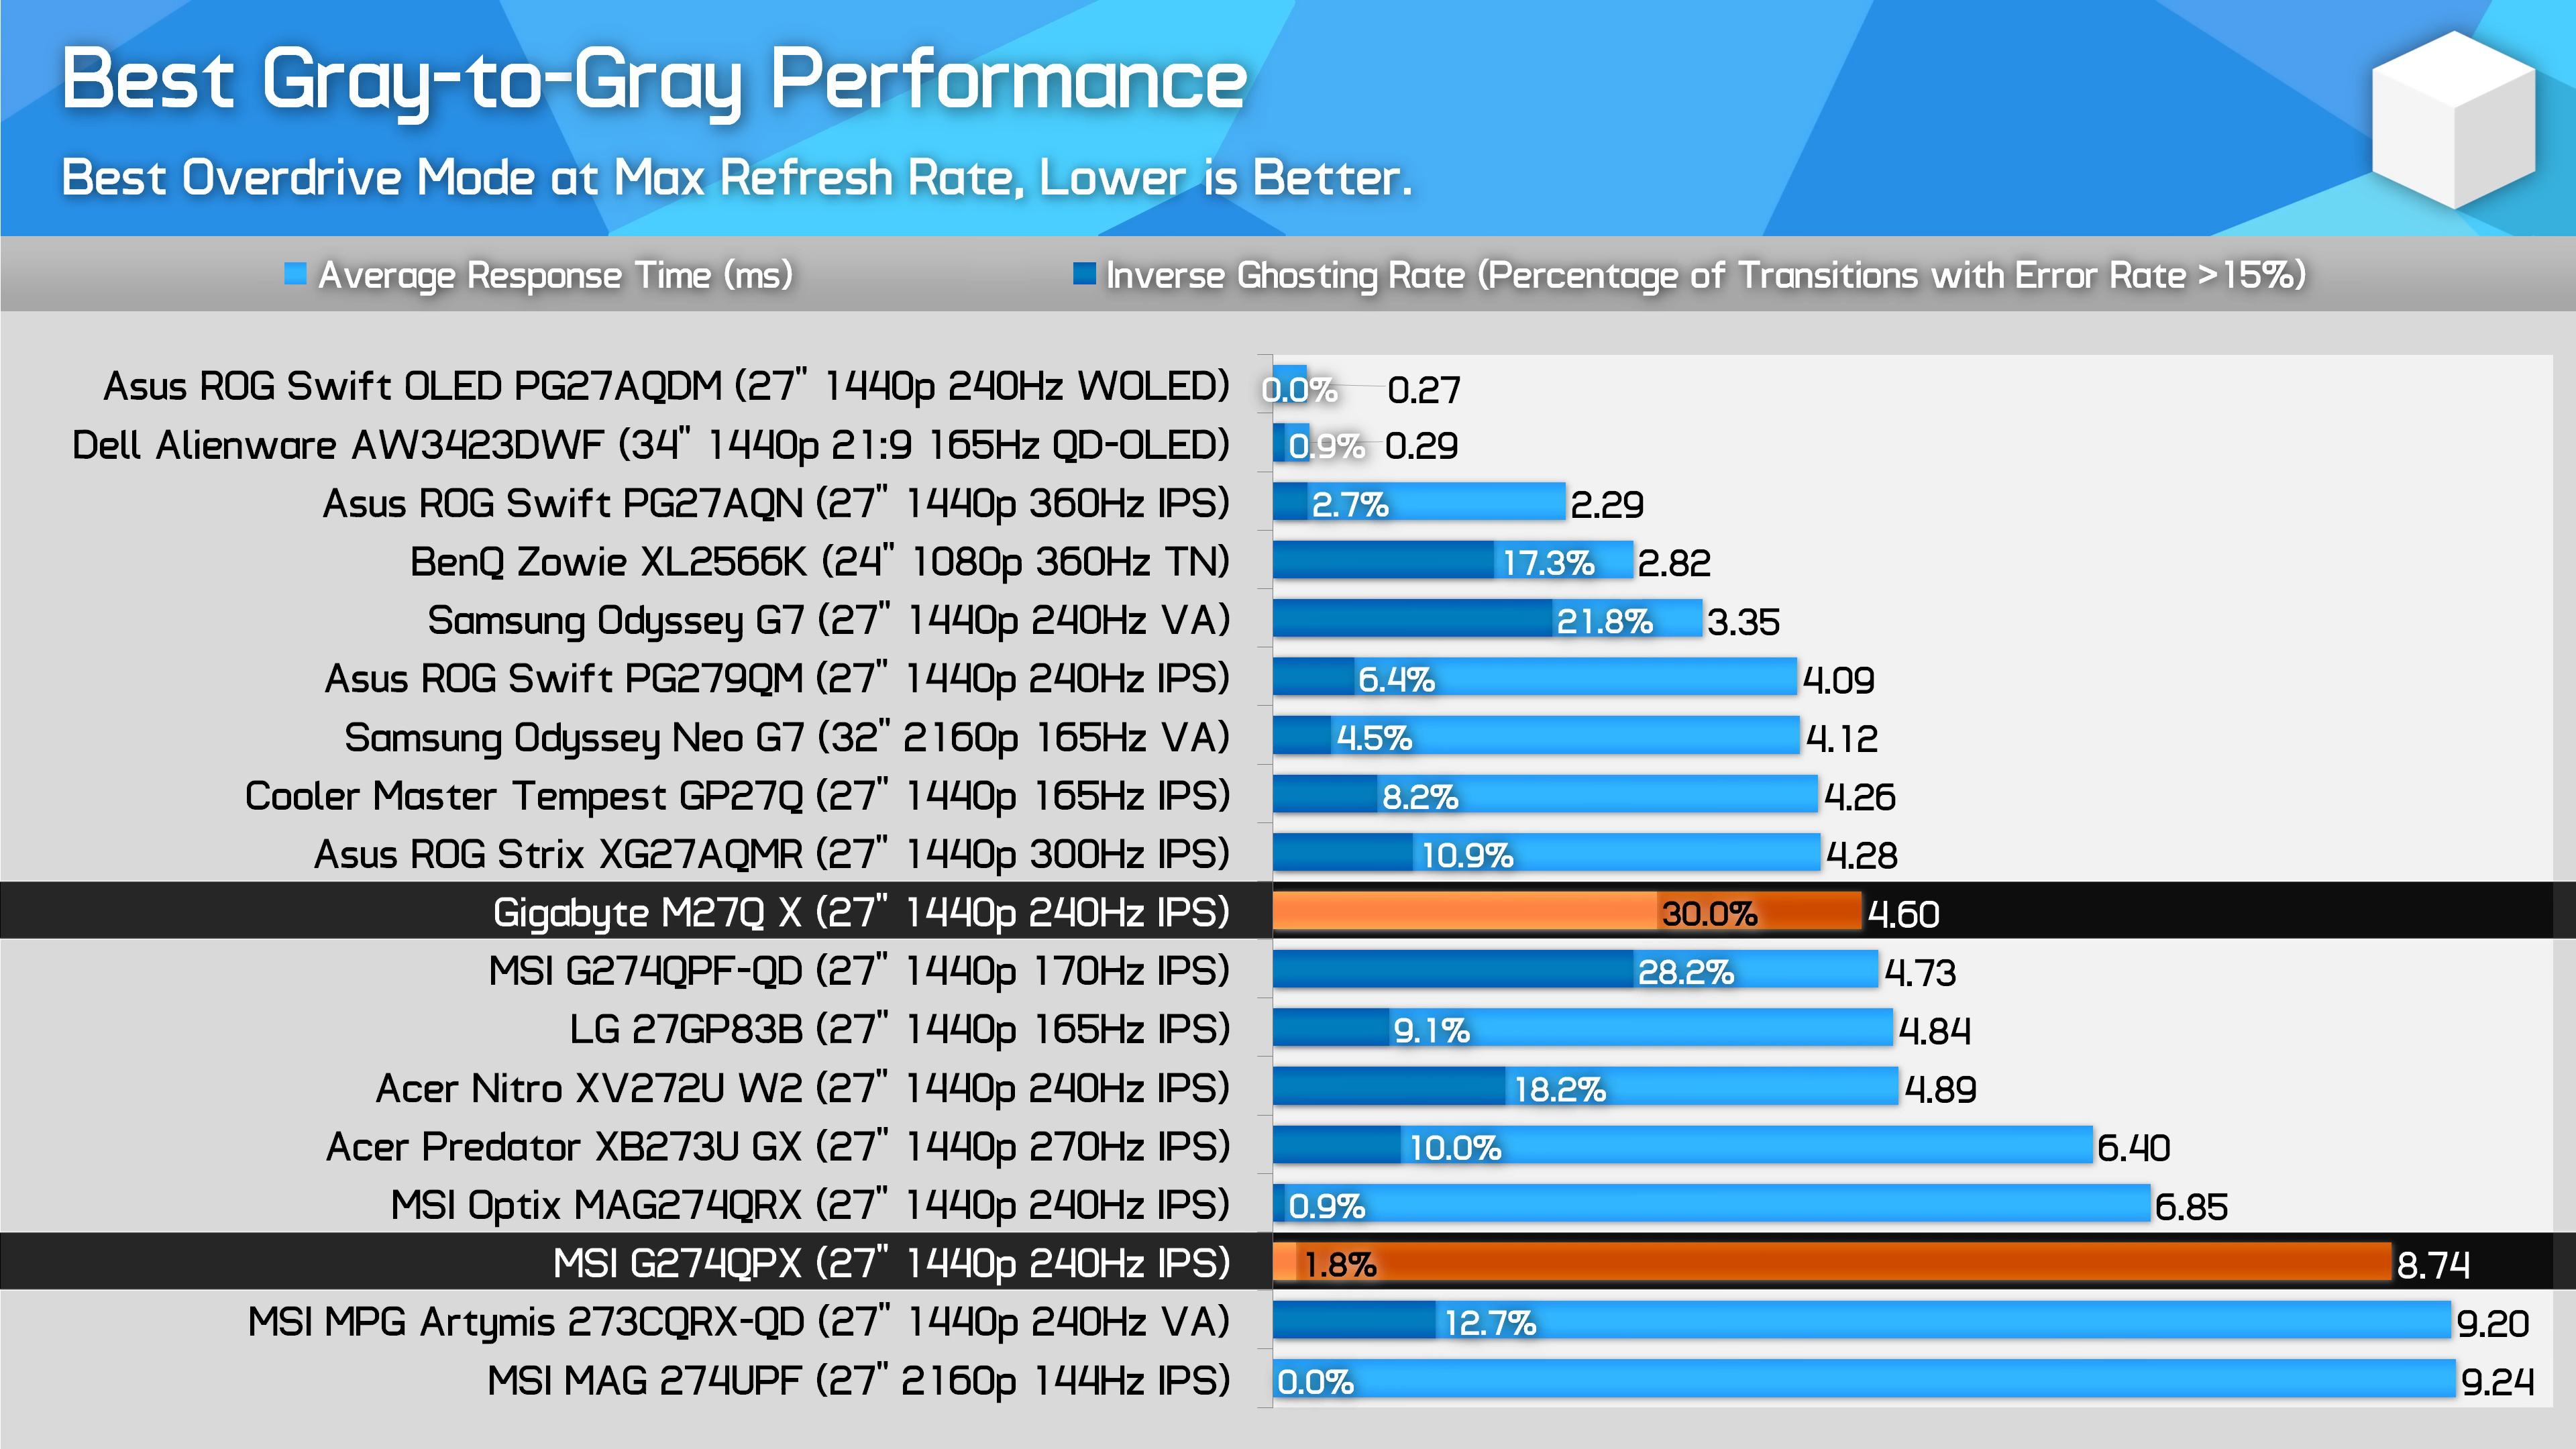 Best Gray-to-Gray Performance
Best Overdrive Mode at Max Refresh Rate, Lower is Better.
Average Response Time (ms) Inverse Ghosting Rate (Percentage of Transitions with Error Rate >15%)
Asus ROG Swift OLED PG27AQDM (27" 1440p 240Hz WOLED) 0.0% 0.27
Dell Alienware AW3423DWF (34" 1440p 21:9 165Hz QD-OLED) 0.9% 0.29
Asus ROG Swift PG27AQN (27" 1440p 360Hz IPS) 2.7% 2.29
BenQ Zowie XL2566K (24" 1080p 360Hz TN) 17.3% 2.82
Samsung Odyssey G7 (27" 1440p 240Hz VA) 21.8% 3.35
Asus ROG Swift PG279QM (27" 1440p 240Hz IPS) 6.4% 4.09
Samsung Odyssey Neo G7 (32" 2160p 165Hz VA) 4.5% 4.12
Cooler Master Tempest GP27Q (27" 1440p 165Hz IPS) 8.2% 4.26
Asus ROG Strix XG27AQMR (27" 1440p 300Hz IPS) 10.9% 4.28
Gigabyte M27Q X (27" 1440p 240Hz IPS) 30.0% 4.60
MSI G274QPF-QD (27" 1440p 170Hz IPS) 28.2% 4.73
LG 27GP83B (27" 1440p 165Hz IPS) 9.1% 4.84
Acer Nitro XV272U W2 (27" 1440p 240Hz IPS) 18.2% 4.89
Acer Predator XB273U GX (27" 1440p 270Hz IPS) 10.0% 6.40
MSI Optix MAG274QRX (27" 1440p 240Hz IPS) 0.9% 6.85
MSI G274QPX (27" 1440p 240Hz IPS) 1.8% 8.74
MSI MPG Artymis 273CQRX-QD (27" 1440p 240Hz VA) 12.7% 9.20
MSI MAG 274UPF (27" 2160p 144Hz IPS) 0.0% 9.24